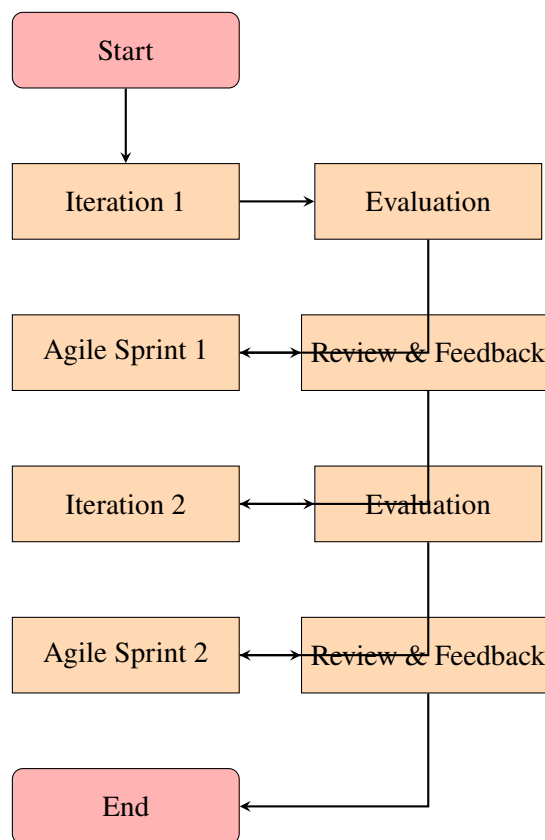 Start
Iteration 1
Evaluation
Agile Sprint 1
Review & Feedback
Iteration 2
Evaluation
Agile Sprint 2
Review & Feedback
End